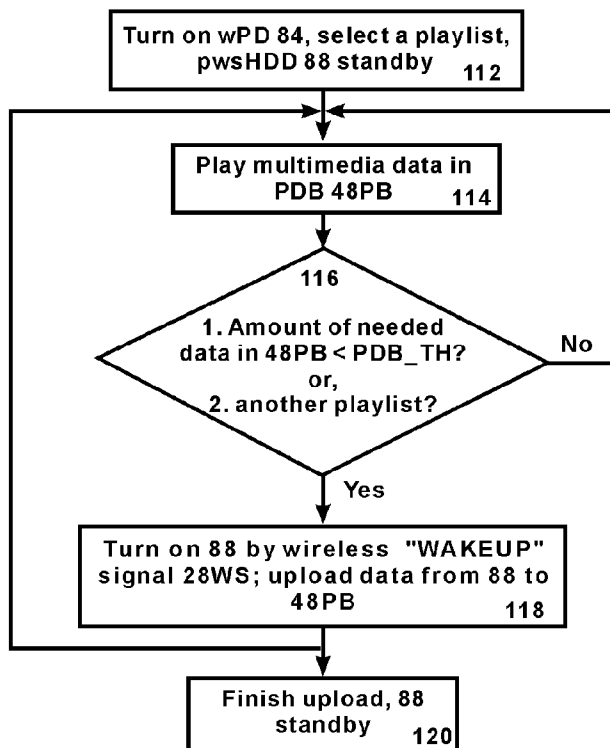 Turn on wPD 84, select a playlist,
pwsHDD 88 standby
112
Play multimedia data in
PDB 48PB
114
116
1. Amount of needed
data in 48PB < PDB_TH?
or,
2. another playlist?
No
Yes
Turn on 88 by wireless "WAKEUP"
signal 28WS; upload data from 88 to
48PB
118
Finish upload, 88
standby
120